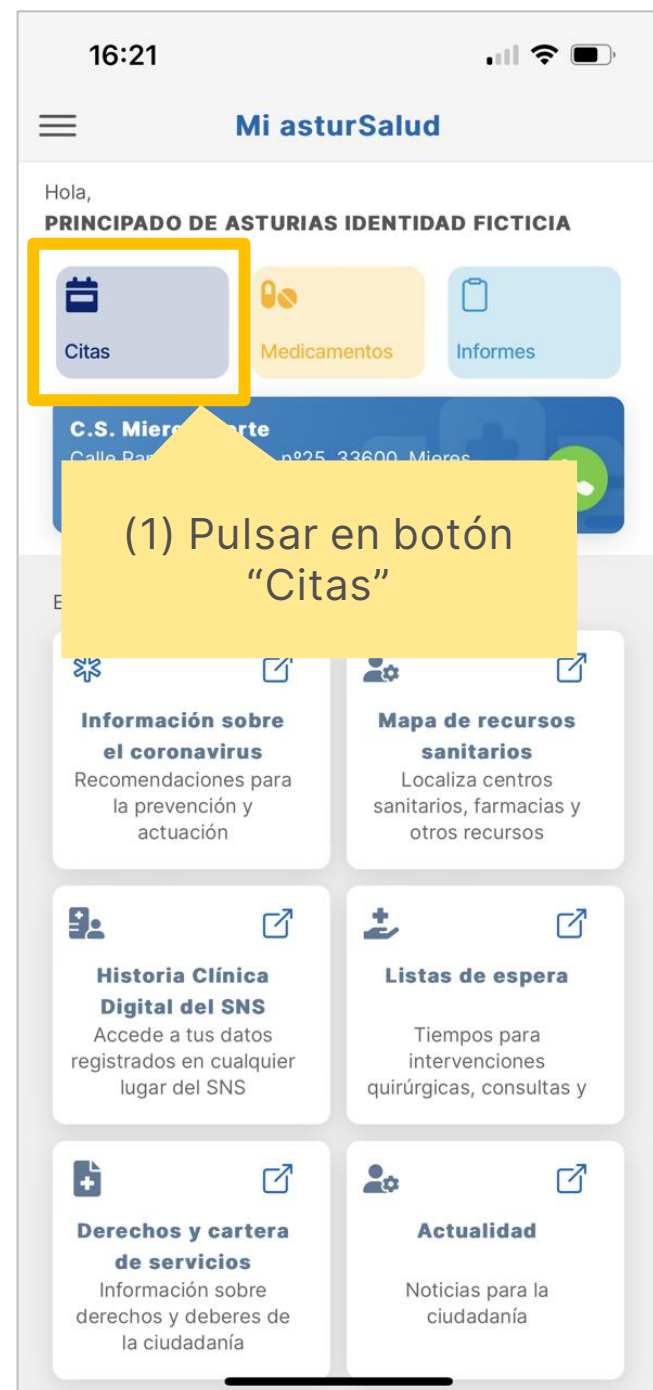 16:21
Mi asturSalud
Hola,
PRINCIPADO DE ASTURIAS IDENTIDAD FICTICIA
Citas
Medicamentos
Informes
C.S.
nº25, 33600, Mieres
(1) Pulsar en botón
“Citas”
Información sobre
el coronavirus
Recomendaciones para
la prevención y
actuación
Mapa de recursos
sanitarios
Localiza centros
sanitarios, farmacias y
otros recursos
Historia Clínica
Digital del SNS
Accede a tus datos
registrados en cualquier
lugar del SNS
Listas de espera
Tiempos para
intervenciones
quirúrgicas, consultas y
Derechos y cartera
de servicios
Información sobre
derechos y deberes de
la ciudadanía
Actualidad
Noticias para la
ciudadanía